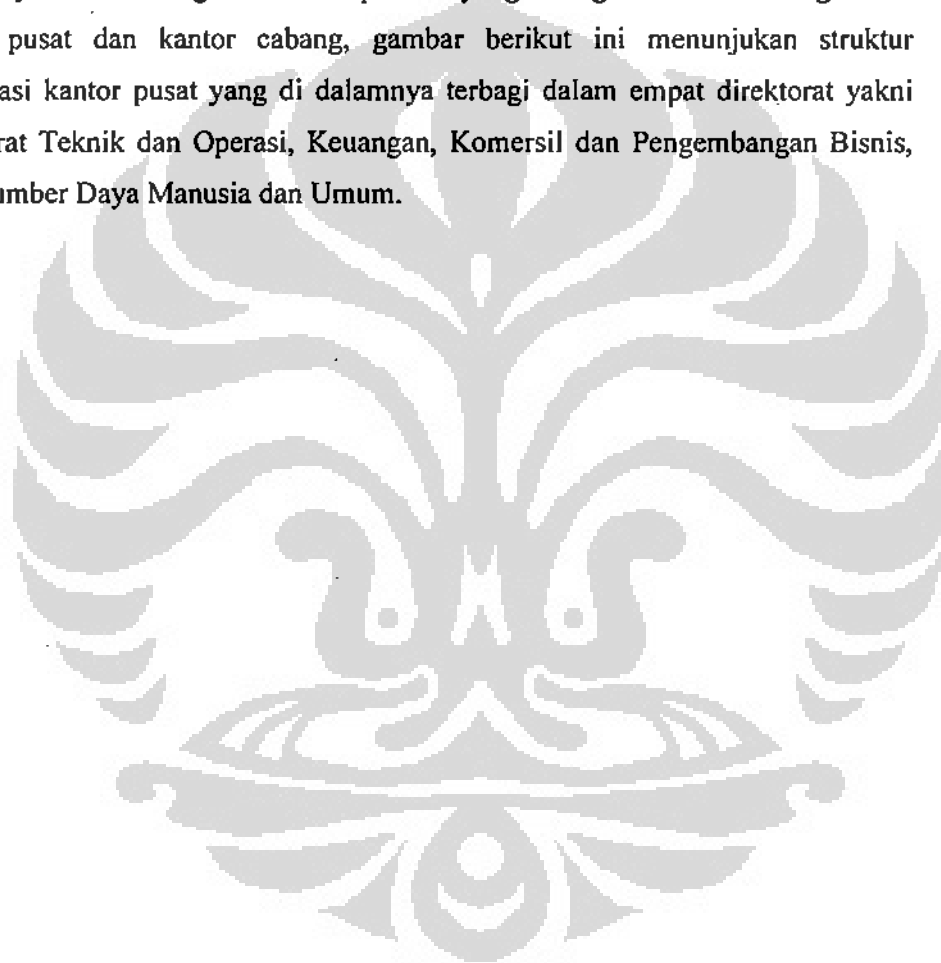 pusat dan kantor cabang, gambar berikut ini menunjukan struktur
asi kantor pusat yang di dalamnya terbagi dalam empat direktorat yakni
rat Teknik dan Operasi, Keuangan, Komersil dan Pengembangan Bisnis,
umber Daya Manusia dan Umum.